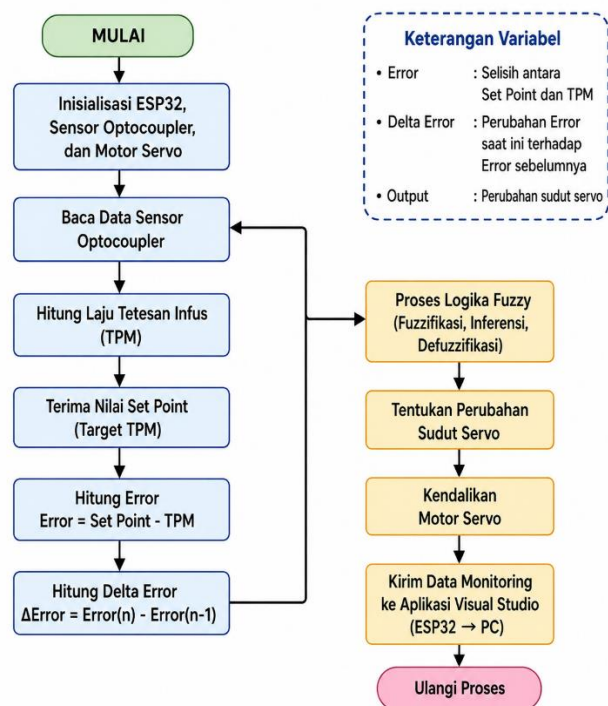 MULAI
Inisialisasi ESP32,
Sensor Optocoupler,
dan Motor Servo
Baca Data Sensor
Optocoupler
Hitung Laju Tetesan Infus
(TPM)
Terima Nilai Set Point
(Target TPM)
Hitung Error
Error = Set Point - TPM
Hitung Delta Error
ΔError = Error(n) - Error(n-1)
Keterangan Variabel
• Error : Selisih antara
Set Point dan TPM
• Delta Error : Perubahan Error
saat ini terhadap
Error sebelumnya
• Output : Perubahan sudut servo
Proses Logika Fuzzy
(Fuzzifikasi, Inferensi,
Defuzzifikasi)
Tentukan Perubahan
Sudut Servo
Kendalikan
Motor Servo
Kirim Data Monitoring
ke Aplikasi Visual Studio
(ESP32 → PC)
Ulangi Proses